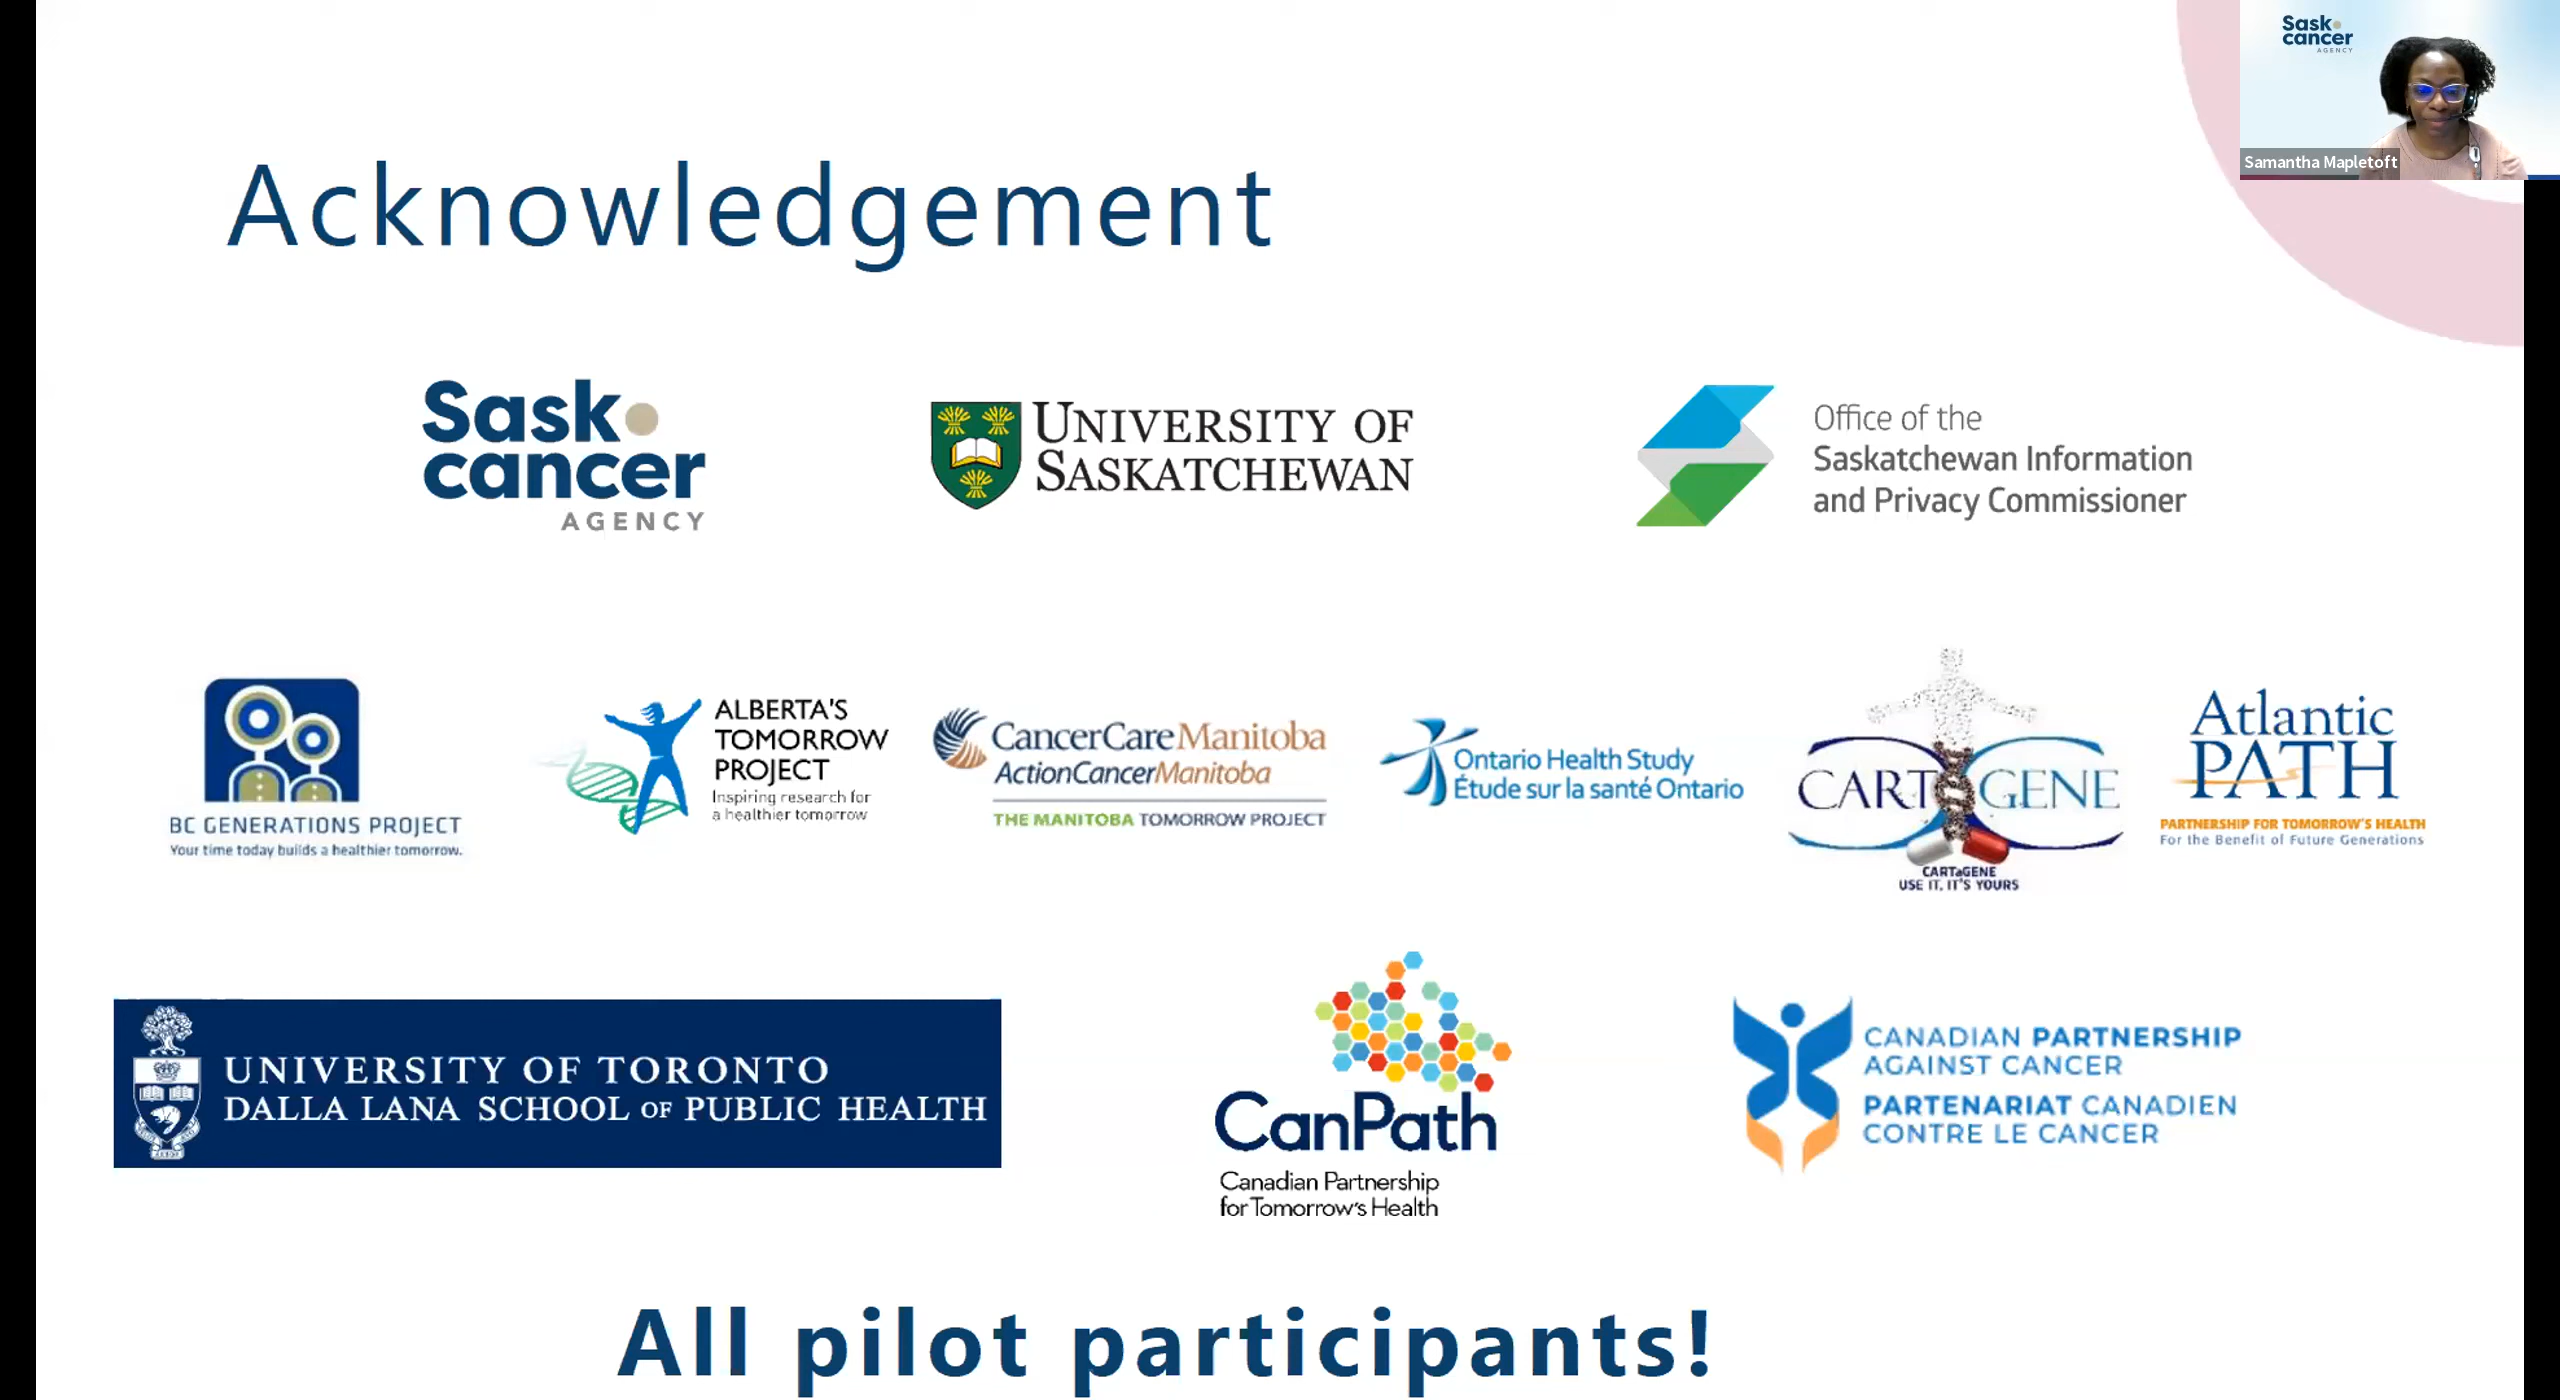 Sask
cancer
AGENCY
Samantha Mapletoft
Acknowledgement
Sask
cancer
AGENCY
UNIVERSITY OF
SASKATCHEWAN
Office of the
Saskatchewan Information
and Privacy Commissioner
BC GENERATIONS PROJECT
Your time today builds a healthier tomorrow.
ALBERTA'S
TOMORROW
PROJECT
Inspiring research for
a healthier tomorrow
CancerCareManitoba
ActionCancerManitoba
THE MANITOBA TOMORROW PROJECT
Ontario Health Study
Étude sur la santé Ontario
CARTaGENE
CARTaGENE
USE IT, IT'S YOURS
Atlantic
PATH
PARTNERSHIP FOR TOMORROW'S HEALTH
For the Benefit of Future Generations
UNIVERSITY OF TORONTO
DALLA LANA SCHOOL OF PUBLIC HEALTH
CanPath
Canadian Partnership
for Tomorrow's Health
CANADIAN PARTNERSHIP
AGAINST CANCER
PARTENARIAT CANADIEN
CONTRE LE CANCER
All pilot participants!